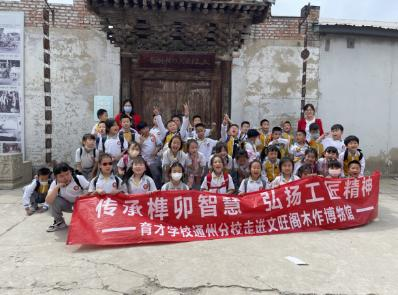 传承榫卯智慧 弘扬工匠精神
育才学校通州分校走进文旺阁木作博物馆